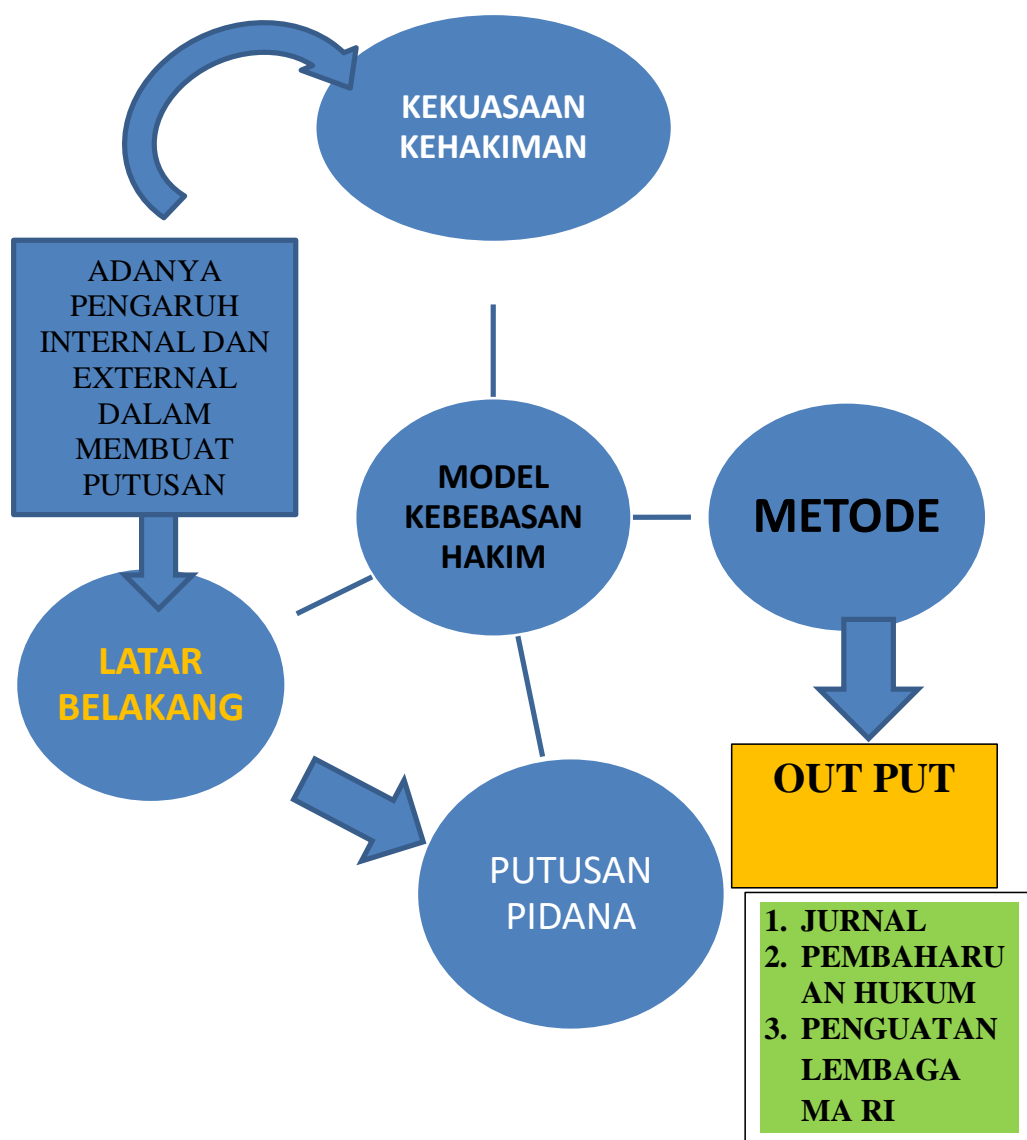 KEKUASAAN
KEHAKIMAN
ADANYA
PENGARUH
INTERNAL DAN
EXTERNAL
DALAM
MEMBUAT
PUTUSAN
MODEL
KEBEBASAN
HAKIM
METODE
LATAR
BELAKANG
OUT PUT
PUTUSAN
PIDANA
1. JURNAL
2. PEMBAHARU
AN HUKUM
3. PENGUATAN
LEMBAGA
MA RI